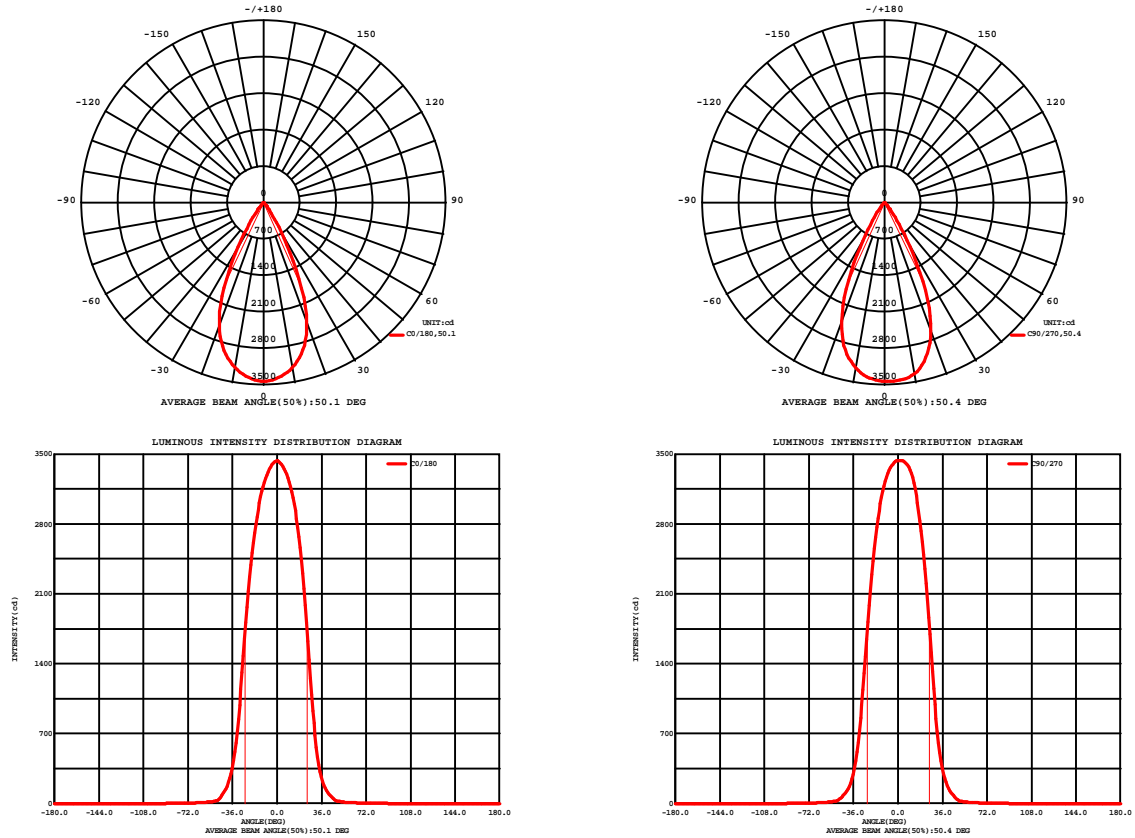 -/+180
-150
150
-120
120
-90
90
-60
60
-30
30
0
0
700
1400
2100
2800
3500
UNIT:cd
C0/180,50.1
AVERAGE BEAM ANGLE(50%):50.1 DEG
-/+180
-150
150
-120
120
-90
90
-60
60
-30
30
0
0
700
1400
2100
2800
3500
UNIT:cd
C90/270,50.4
AVERAGE BEAM ANGLE(50%):50.4 DEG
LUMINOUS INTENSITY DISTRIBUTION DIAGRAM
C0/180
INTENSITY(cd)
3500
2800
2100
1400
700
0
-180.0 -144.0 -108.0 -72.0 -36.0 0.0 36.0 72.0 108.0 144.0 180.0
ANGLE(DEG)
AVERAGE BEAM ANGLE(50%):50.1 DEG
LUMINOUS INTENSITY DISTRIBUTION DIAGRAM
C90/270
INTENSITY(cd)
3500
2800
2100
1400
700
0
-180.0 -144.0 -108.0 -72.0 -36.0 0.0 36.0 72.0 108.0 144.0 180.0
ANGLE(DEG)
AVERAGE BEAM ANGLE(50%):50.4 DEG